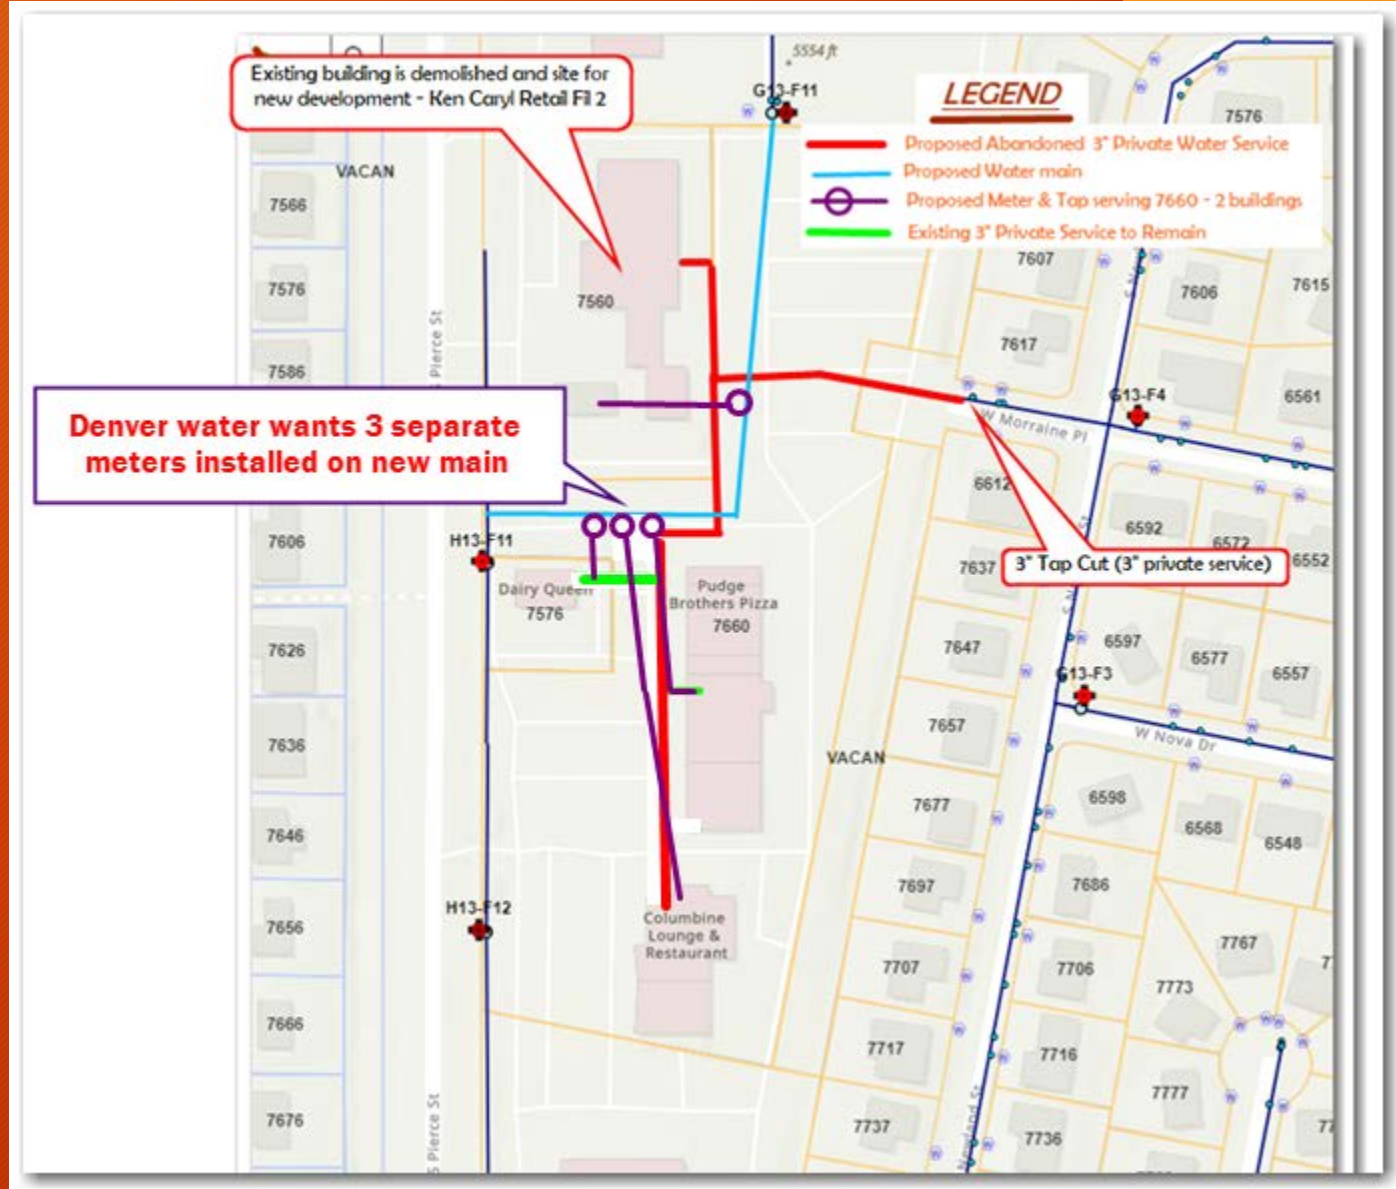 5554 ft
G13-F11
Existing building is demolished and site for
new development - Ken Caryl Retail Fil 2
LEGEND
Proposed Abandoned 3" Private Water Service
Proposed Water main
Proposed Meter & Tap serving 7660 - 2 buildings
Existing 3" Private Service to Remain
7576
VACAN
7566
7576
7586
7560
S Pierce St
7607
7606
7615
7617
6561
G13-F4
W Morraine Pl
Denver water wants 3 separate
meters installed on new main
6612
6592
6572
6552
7606
H13-F11
7637
3" Tap Cut (3" private service)
Dairy Queen
7576
Pudge
Brothers Pizza
7660
7626
7647
6597
6577
6557
G13-F3
7636
7657
W Nova Dr
VACAN
7646
7677
6598
6568
6548
7656
H13-F12
Columbine
Lounge &
Restaurant
7697
7686
7707
7706
7767
7773
7666
7717
7716
7777
7676
S Pierce St
7737
Newland St
7736